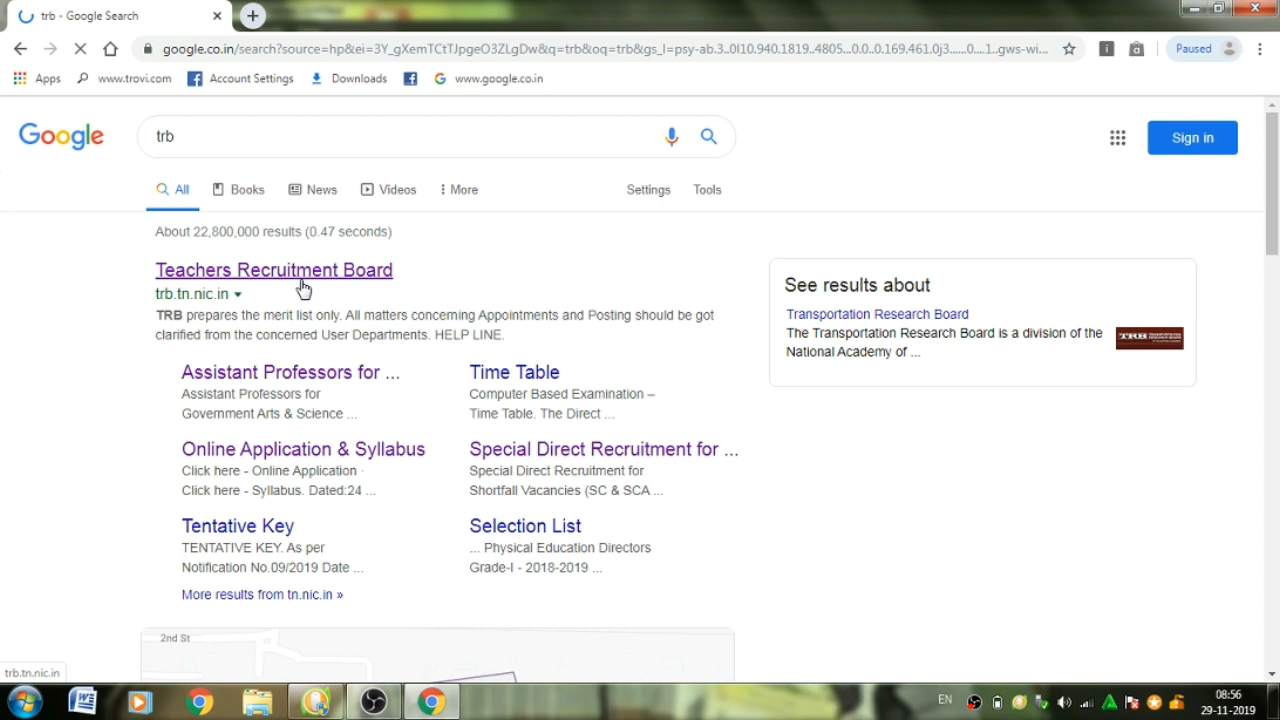 trb - Google Search
google.co.in/search?source=hp&ei=3Y_gXemTCtTJpgeO3ZLgDw&q=trb&oq=trb&gs_l=psy-ab.3..0l10.940.1819..4805...0.0..0.169.461.0j3......0....1..gws-wi...
Paused
Apps www.trovi.com Account Settings Downloads www.google.co.in
Google
trb
Sign in
All Books News Videos More Settings Tools
About 22,800,000 results (0.47 seconds)
Teachers Recruitment Board
trb.tn.nic.in
TRB prepares the merit list only. All matters concerning Appointments and Posting should be got
clarified from the concerned User Departments. HELP LINE.
Assistant Professors for ...
Assistant Professors for
Government Arts & Science ...
Time Table
Computer Based Examination –
Time Table. The Direct ...
Online Application & Syllabus
Click here - Online Application ·
Click here - Syllabus. Dated:24 ...
Special Direct Recruitment for ...
Special Direct Recruitment for
Shortfall Vacancies (SC & SCA ...
Tentative Key
TENTATIVE KEY. As per
Notification No.09/2019 Date ...
Selection List
... Physical Education Directors
Grade-I - 2018-2019 ...
More results from tn.nic.in »
See results about
Transportation Research Board
The Transportation Research Board is a division of the
National Academy of ...
TRB
2nd St
trb.tn.nic.in
EN
08:56
29-11-2019